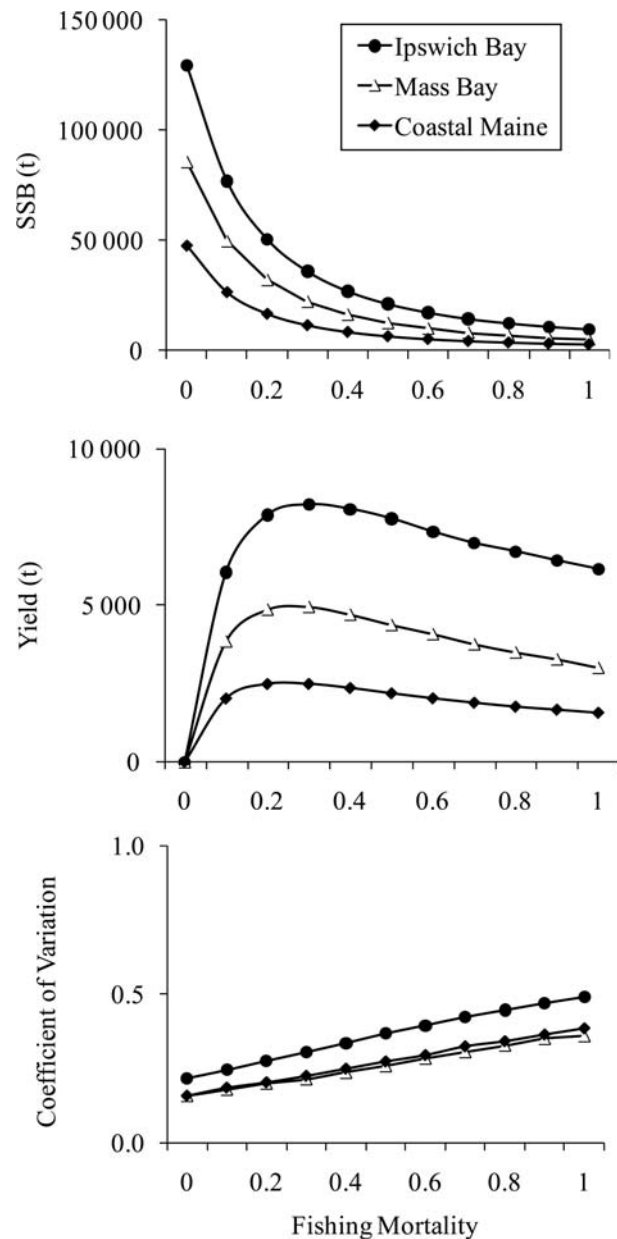 150 000
Ipswich Bay
Mass Bay
Coastal Maine
100 000
SSB (t)
50 000
0
0 0.2 0.4 0.6 0.8 1
10 000
Yield (t)
5 000
0
0 0.2 0.4 0.6 0.8 1
1.0
Coefficient of Variation
0.5
0.0
0 0.2 0.4 0.6 0.8 1
Fishing Mortality